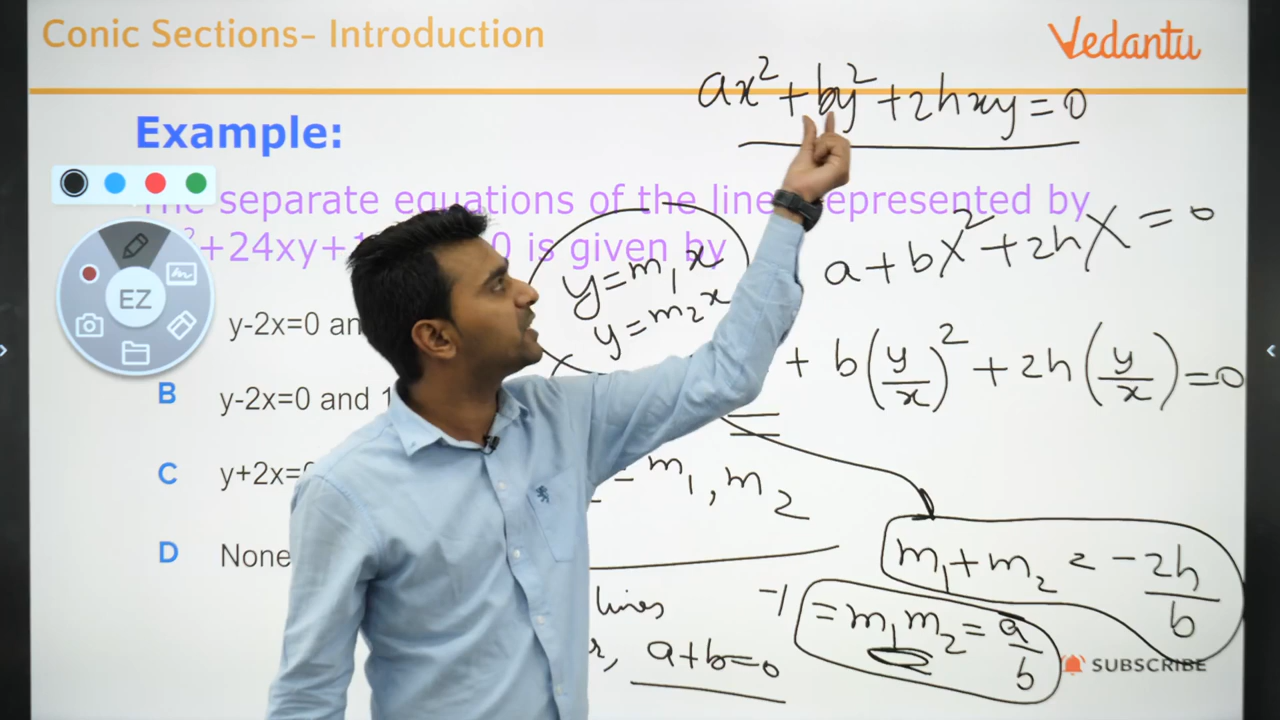 Conic Sections- Introduction
Vedantu
ax²+by²+2hxy=0
Example:
The separate equations of the lines represented by
²+24xy+ 0 is given by
a+bX²+2hX=0
y=m₁x
y=m₂x
EZ
y-2x=0 an
+ b(y/x)²+2h(y/x)=0
B y-2x=0 and 1
C y+2x=
= m₁, m₂
D None
m₁+m₂ = -2h/b
lines
-1 = m₁m₂ = a/b
r, a+b=0
SUBSCRIBE